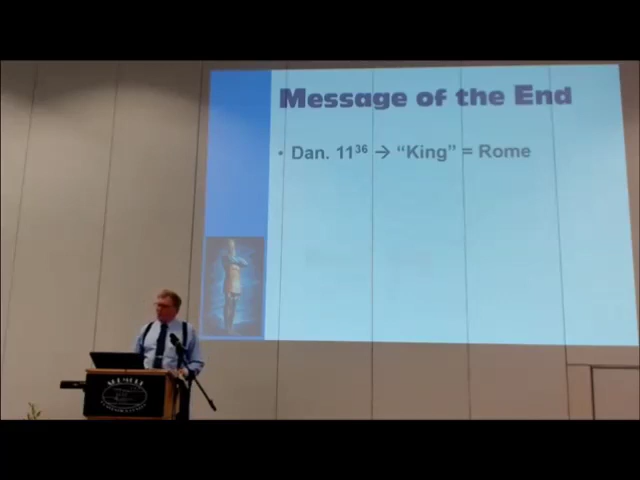 Message of the End
• Dan. 11³⁶ → “King” = Rome